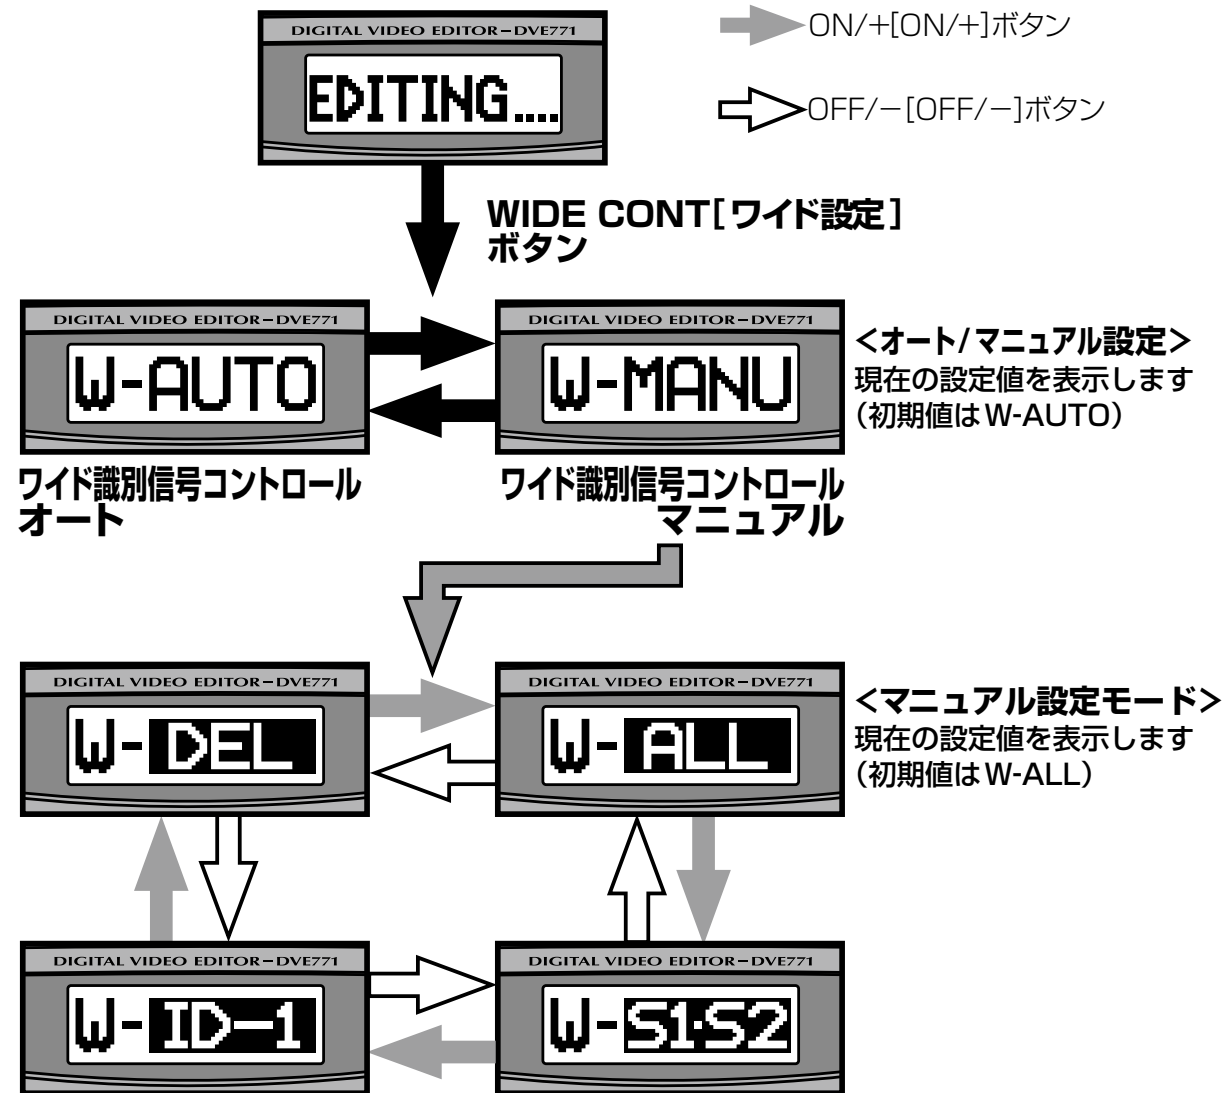 DIGITAL VIDEO EDITOR-DVE771
EDITING....
ON/+[ON/+]ボタン
OFF/-[OFF/-]ボタン
WIDE CONT[ワイド設定]
ボタン
DIGITAL VIDEO EDITOR-DVE771
W-AUTO
DIGITAL VIDEO EDITOR-DVE771
W-MANU
<オート/マニュアル設定>
現在の設定値を表示します
(初期値はW-AUTO)
ワイド識別信号コントロール
オート
ワイド識別信号コントロール
マニュアル
DIGITAL VIDEO EDITOR-DVE771
W-DEL
DIGITAL VIDEO EDITOR-DVE771
W-ALL
<マニュアル設定モード>
現在の設定値を表示します
(初期値はW-ALL)
DIGITAL VIDEO EDITOR-DVE771
W-ID-1
DIGITAL VIDEO EDITOR-DVE771
W-S1·S2